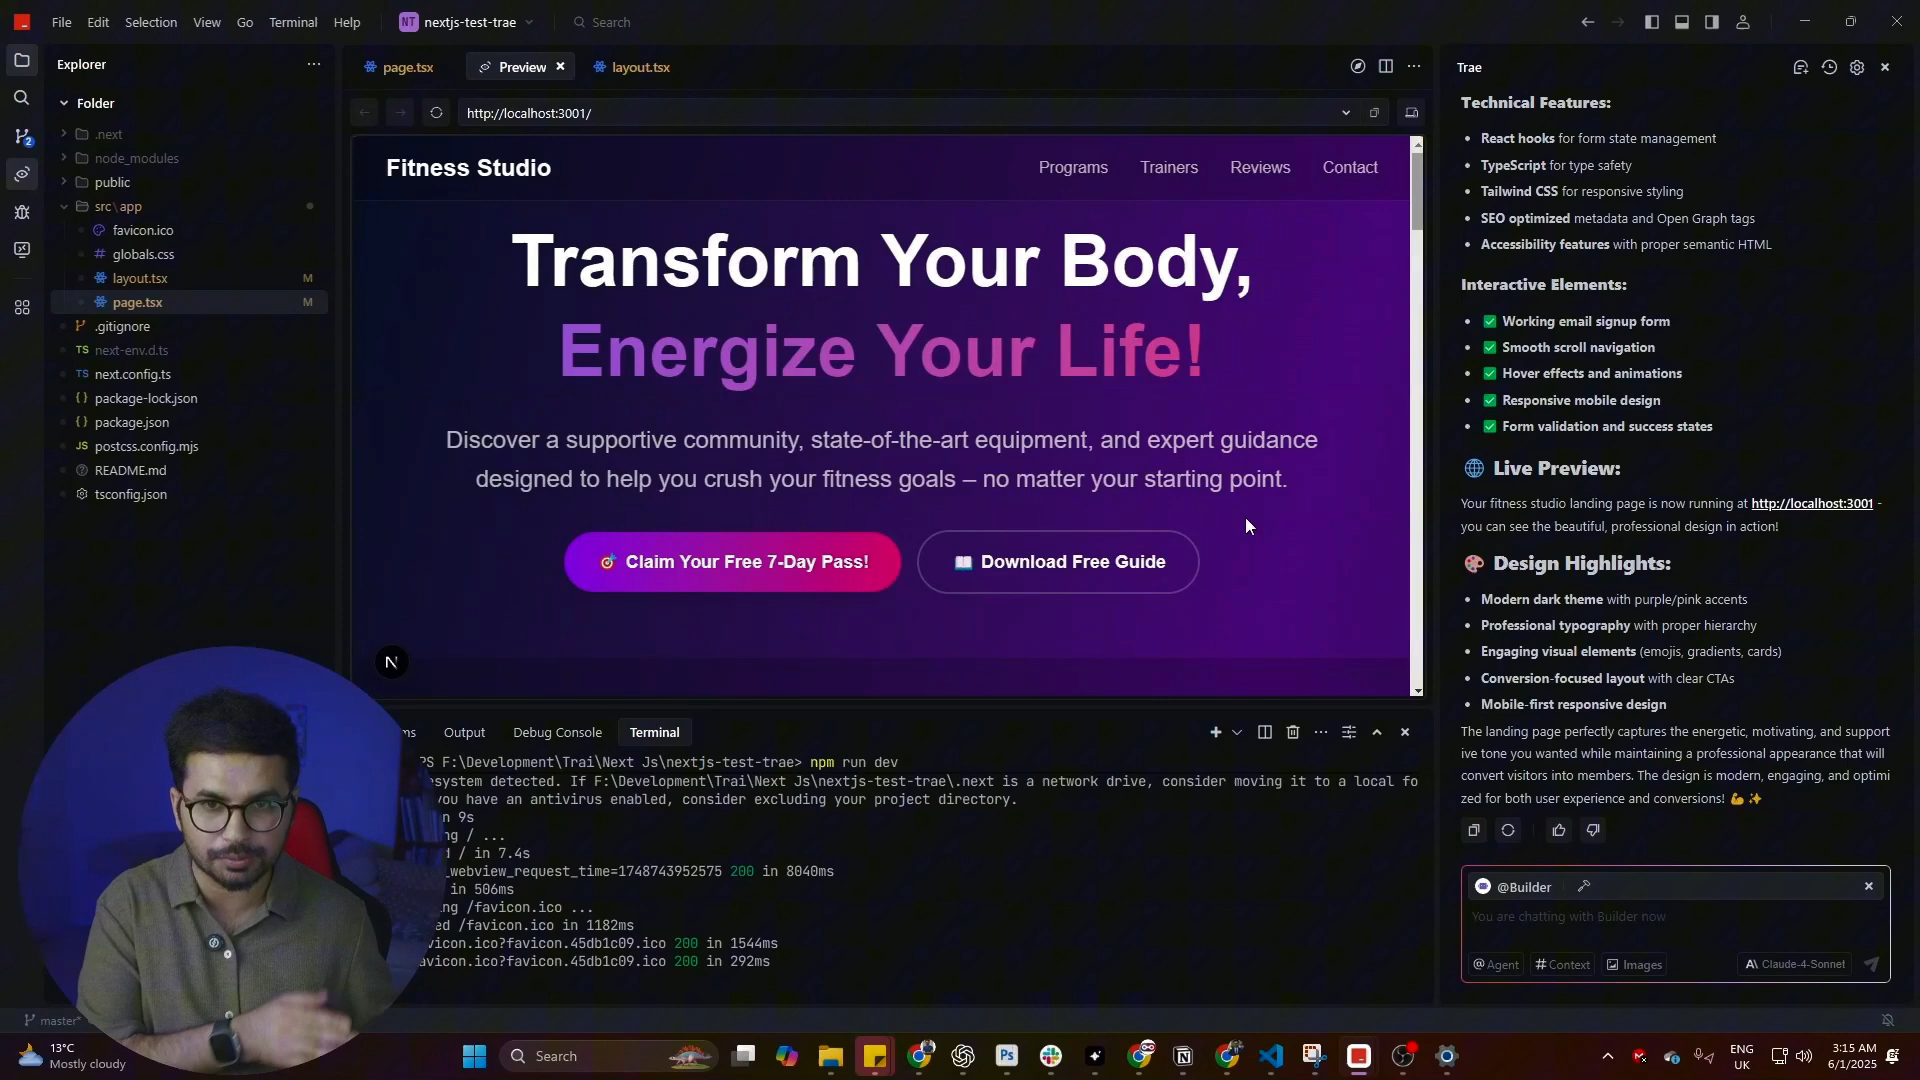 File Edit Selection View Go Terminal Help
NT nextjs-test-trae
Search
Explorer
Folder
.next
node_modules
public
src\app
favicon.ico
# globals.css
layout.tsx M
page.tsx M
.gitignore
TS next-env.d.ts
TS next.config.ts
{} package-lock.json
{} package.json
JS postcss.config.mjs
README.md
tsconfig.json
2
page.tsx
Preview
layout.tsx
http://localhost:3001/
Fitness Studio
Programs Trainers Reviews Contact
Transform Your Body,
Energize Your Life!
Discover a supportive community, state-of-the-art equipment, and expert guidance
designed to help you crush your fitness goals – no matter your starting point.
🎯 Claim Your Free 7-Day Pass!
📖 Download Free Guide
N
Output Debug Console Terminal
PS F:\Development\Trai\Next Js\nextjs-test-trae> npm run dev
system detected. If F:\Development\Trai\Next Js\nextjs-test-trae\.next is a network drive, consider moving it to a local fo
you have an antivirus enabled, consider excluding your project directory.
in 9s
/ ...
/ in 7.4s
_webview_request_time=1748743952575 200 in 8040ms
in 506ms
/favicon.ico ...
/favicon.ico in 1182ms
avicon.ico?favicon.45db1c09.ico 200 in 1544ms
avicon.ico?favicon.45db1c09.ico 200 in 292ms
Trae
Technical Features:
• React hooks for form state management
• TypeScript for type safety
• Tailwind CSS for responsive styling
• SEO optimized metadata and Open Graph tags
• Accessibility features with proper semantic HTML
Interactive Elements:
• ✅ Working email signup form
• ✅ Smooth scroll navigation
• ✅ Hover effects and animations
• ✅ Responsive mobile design
• ✅ Form validation and success states
🌐 Live Preview:
Your fitness studio landing page is now running at http://localhost:3001 -
you can see the beautiful, professional design in action!
🎨 Design Highlights:
• Modern dark theme with purple/pink accents
• Professional typography with proper hierarchy
• Engaging visual elements (emojis, gradients, cards)
• Conversion-focused layout with clear CTAs
• Mobile-first responsive design
The landing page perfectly captures the energetic, motivating, and support
ive tone you wanted while maintaining a professional appearance that will
convert visitors into members. The design is modern, engaging, and optimi
zed for both user experience and conversions! 💪 ✨
@Builder
You are chatting with Builder now
@Agent # Context Images
A\ Claude-4-Sonnet
master*
13°C
Mostly cloudy
Search
Ps
ENG
UK
3:15 AM
6/1/2025